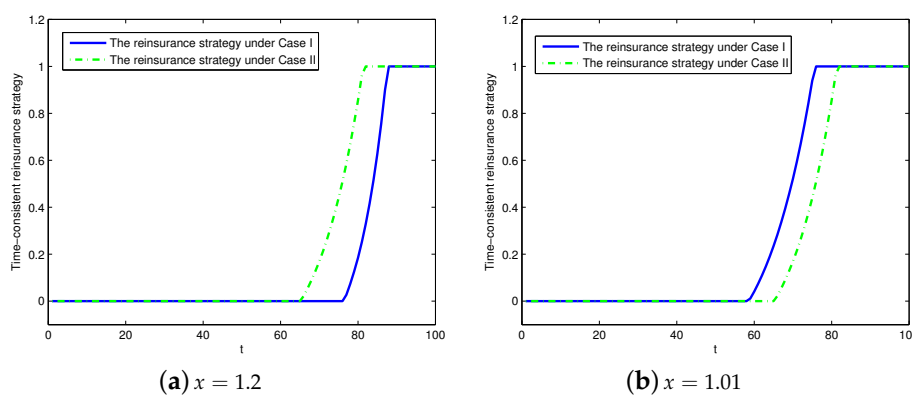 1.2
The reinsurance strategy under Case I
The reinsurance strategy under Case II
1
0.8
0.6
0.4
0.2
0
Time−consistent reinsurance strategy
0 20 40 60 80 100
t
(a) x = 1.2
1.2
The reinsurance strategy under Case I
The reinsurance strategy under Case II
1
0.8
0.6
0.4
0.2
0
Time−consistent reinsurance strategy
0 20 40 60 80 100
t
(b) x = 1.01